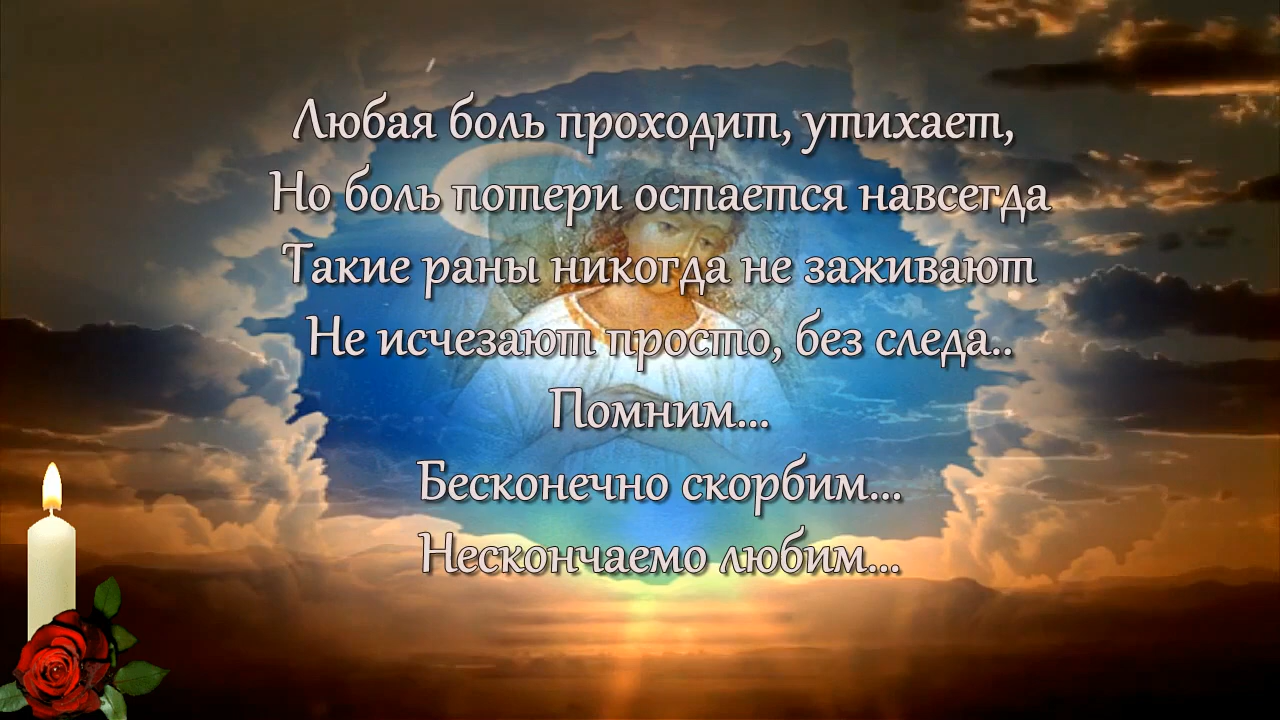 Любая боль проходит, утихает,
Но боль потери остается навсегда
Такие раны никогда не заживают
Не исчезают просто, без следа..
Помним...
Бесконечно скорбим...
Нескончаемо любим...